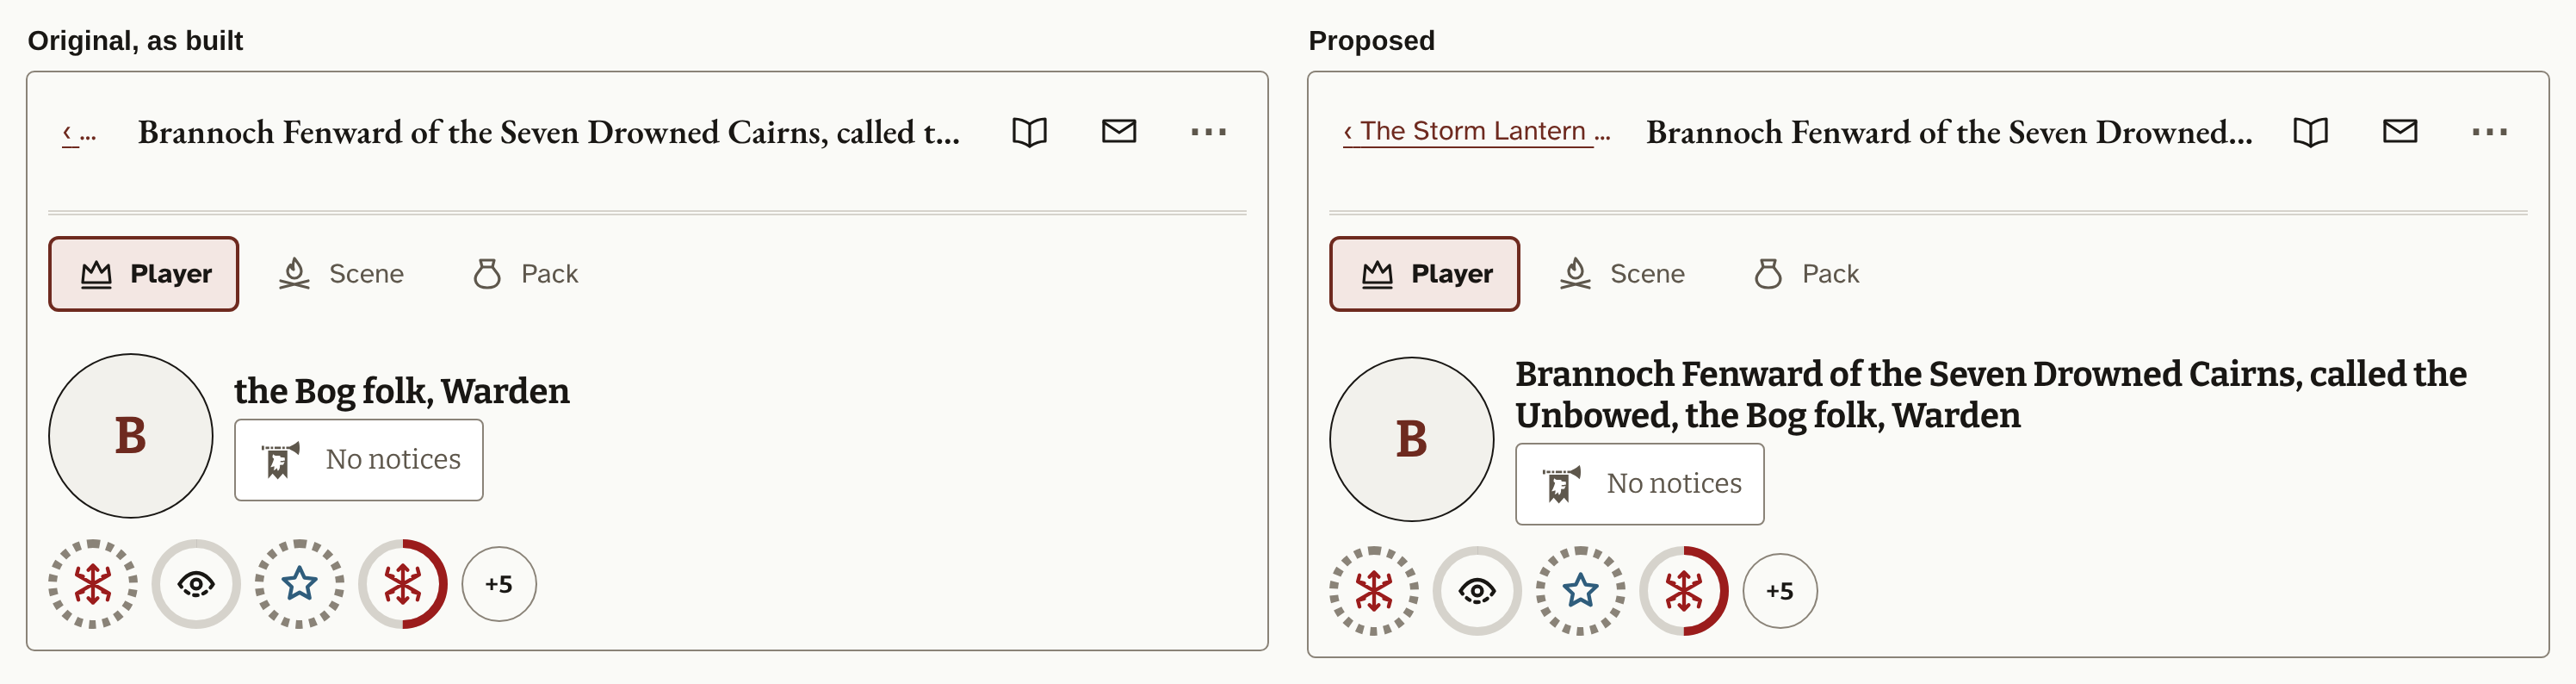 Original, as built
‹ ...
Brannoch Fenward of the Seven Drowned Cairns, called t...
...
Player
Scene
Pack
B
the Bog folk, Warden
No notices
+5
Proposed
‹ The Storm Lantern ...
Brannoch Fenward of the Seven Drowned...
...
Player
Scene
Pack
B
Brannoch Fenward of the Seven Drowned Cairns, called the
Unbowed, the Bog folk, Warden
No notices
+5